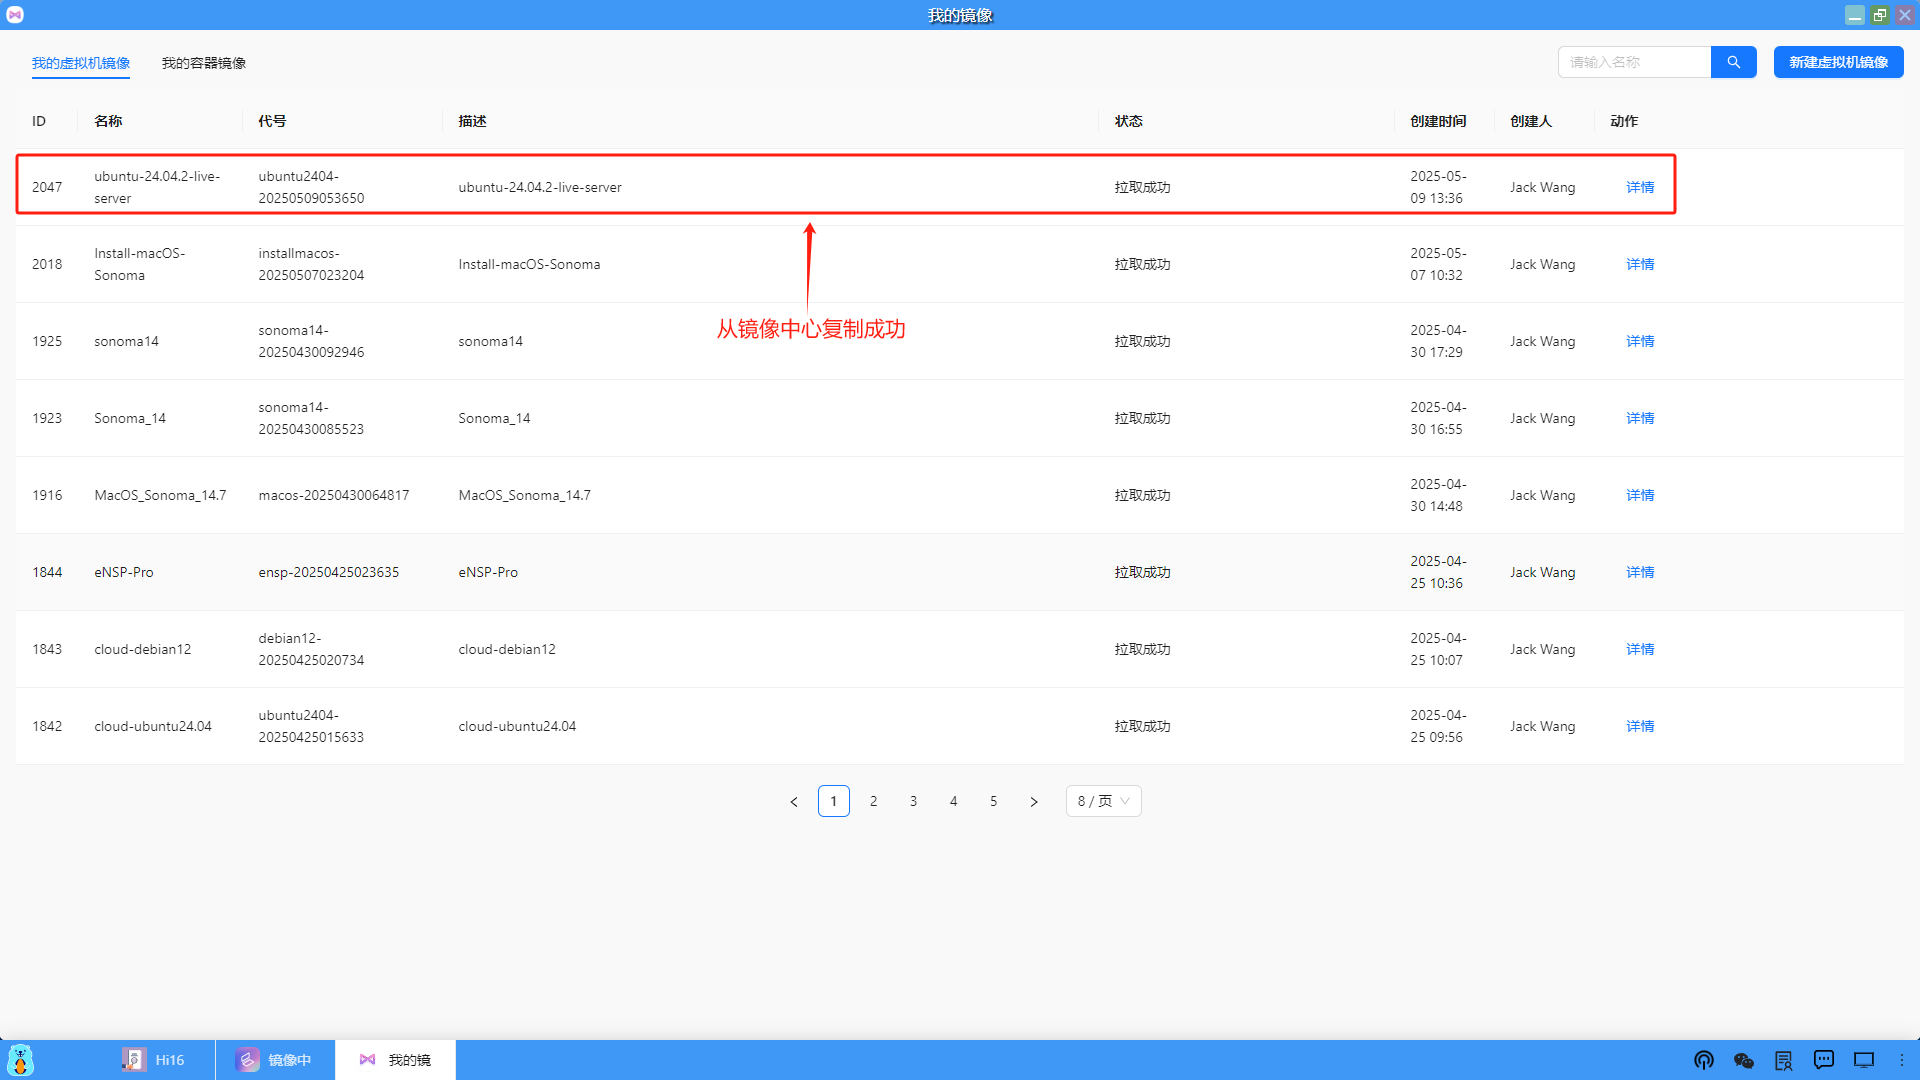 我的镜像
我的虚拟机镜像
我的容器镜像
请输入名称
新建虚拟机镜像
ID
名称
代号
描述
状态
创建时间
创建人
动作
2047
ubuntu-24.04.2-live-
server
ubuntu2404-
20250509053650
ubuntu-24.04.2-live-server
拉取成功
2025-05-
09 13:36
Jack Wang
详情
2018
Install-macOS-
Sonoma
installmacos-
20250507023204
Install-macOS-Sonoma
拉取成功
2025-05-
07 10:32
Jack Wang
详情
从镜像中心复制成功
1925
sonoma14
sonoma14-
20250430092946
sonoma14
拉取成功
2025-04-
30 17:29
Jack Wang
详情
1923
Sonoma_14
sonoma14-
20250430085523
Sonoma_14
拉取成功
2025-04-
30 16:55
Jack Wang
详情
1916
MacOS_Sonoma_14.7
macos-20250430064817
MacOS_Sonoma_14.7
拉取成功
2025-04-
30 14:48
Jack Wang
详情
1844
eNSP-Pro
ensp-20250425023635
eNSP-Pro
拉取成功
2025-04-
25 10:36
Jack Wang
详情
1843
cloud-debian12
debian12-
20250425020734
cloud-debian12
拉取成功
2025-04-
25 10:07
Jack Wang
详情
1842
cloud-ubuntu24.04
ubuntu2404-
20250425015633
cloud-ubuntu24.04
拉取成功
2025-04-
25 09:56
Jack Wang
详情
1
2
3
4
5
8 / 页
Hi16
镜像中
我的镜